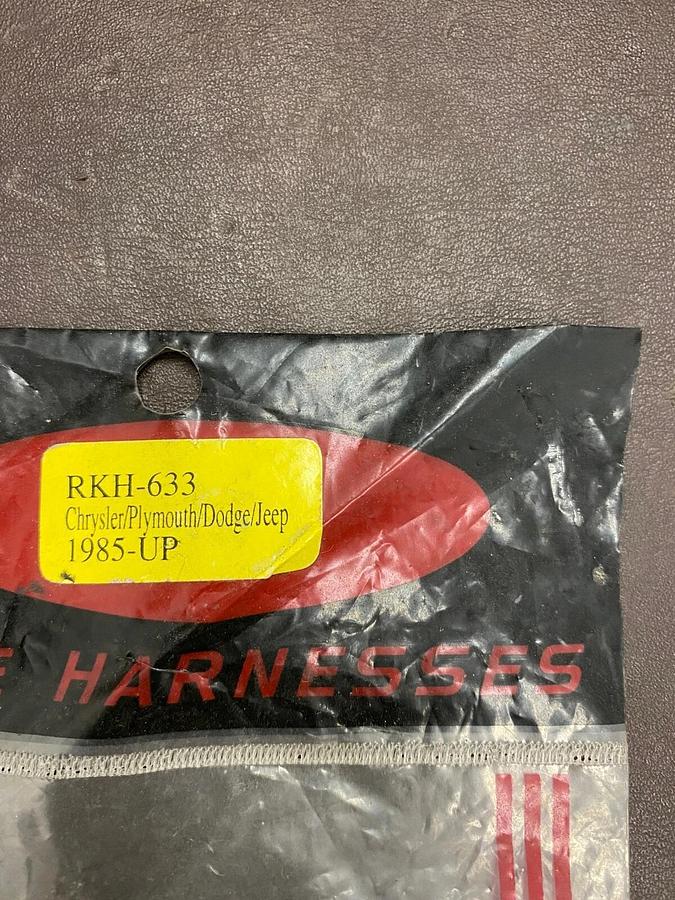 RKH-633
Chrysler/Plymouth/Dodge/Jeep
1985-UP
E HARNESSES